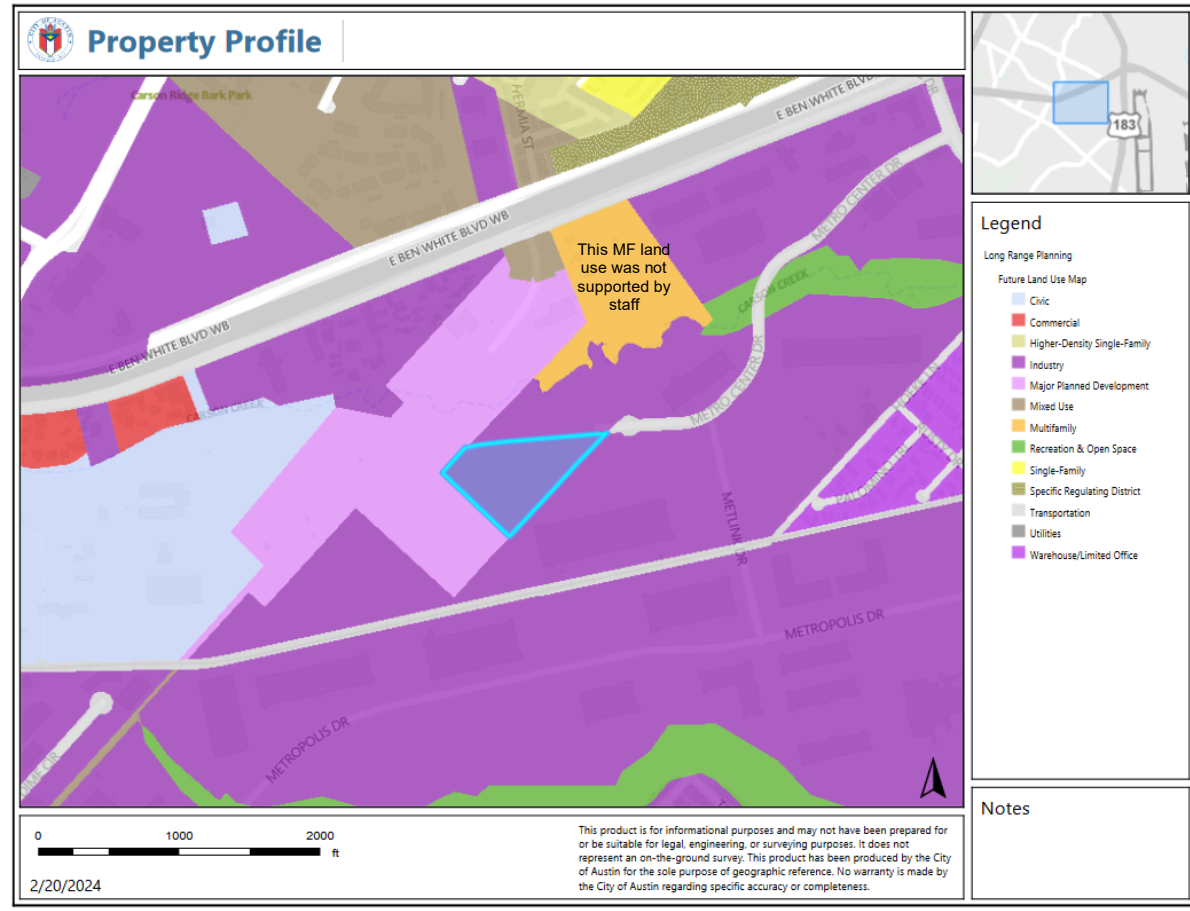 Property Profile
Carson Ridge Bark Park
HERMIA ST
E BEN WHITE BLVD
DR
METRO CENTER DR
E BEN WHITE BLVD WB
This MF land
use was not
supported by
staff
CARSON CREEK
E BEN WHITE BLVD WB
METRO CENTER DR
CARSON CREEK
PALOMINO TRL
METLINK DR
METROPOLIS DR
METROPOLIS DR
183
Legend
Long Range Planning
Future Land Use Map
Civic
Commercial
Higher-Density Single-Family
Industry
Major Planned Development
Mixed Use
Multifamily
Recreation & Open Space
Single-Family
Specific Regulating District
Transportation
Utilities
Warehouse/Limited Office
Notes
0 1000 2000
ft
2/20/2024
This product is for informational purposes and may not have been prepared for
or be suitable for legal, engineering, or surveying purposes. It does not
represent an on-the-ground survey. This product has been produced by the City
of Austin for the sole purpose of geographic reference. No warranty is made by
the City of Austin regarding specific accuracy or completeness.